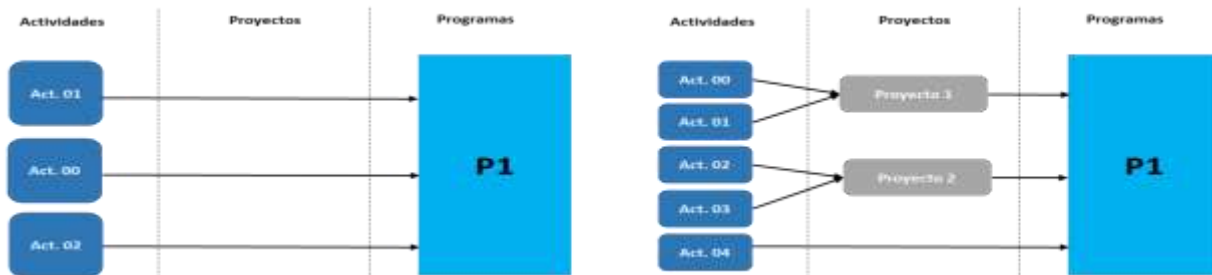 Actividades Proyectos Programas
Act. 01
Act. 00
Act. 02
P1
Actividades Proyectos Programas
Act. 00
Act. 01
Act. 02
Act. 03
Act. 04
Proyecto 1
Proyecto 2
P1